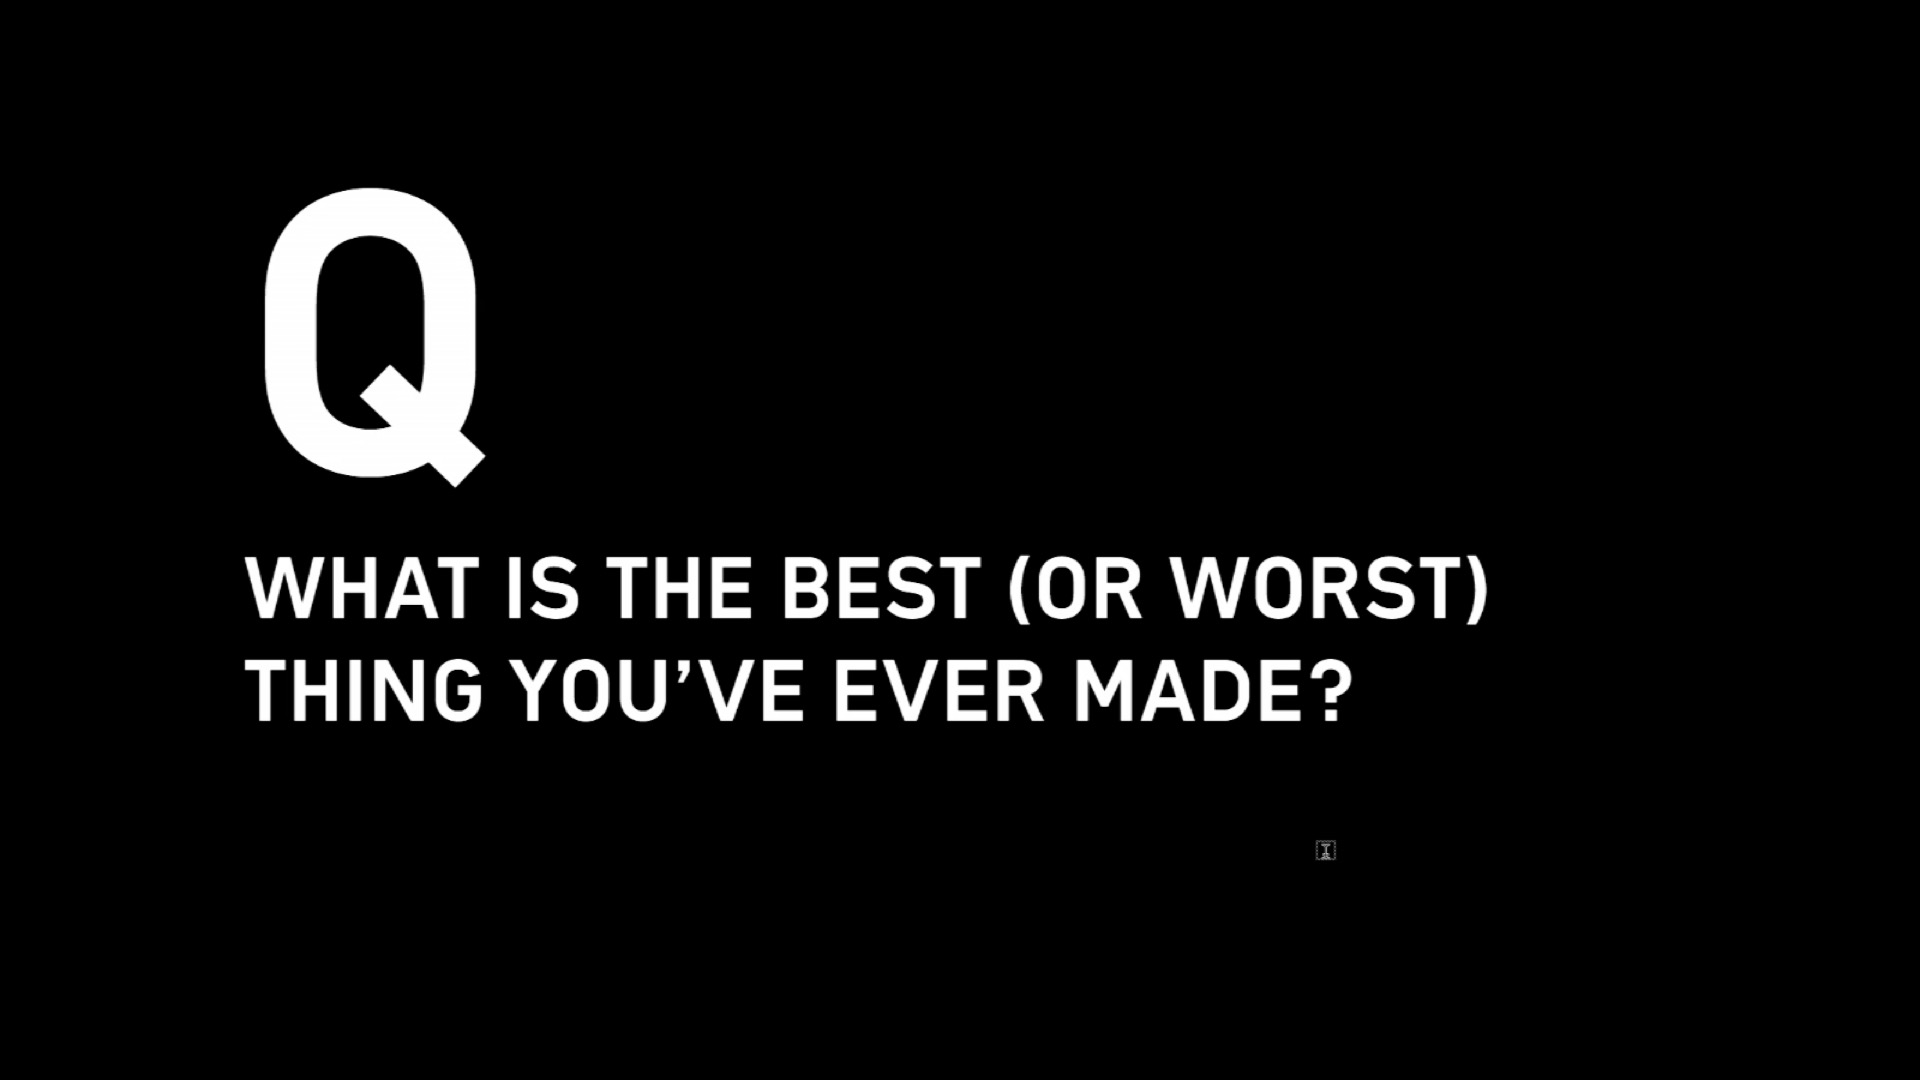 Q
WHAT IS THE BEST (OR WORST)
THING YOU’VE EVER MADE?